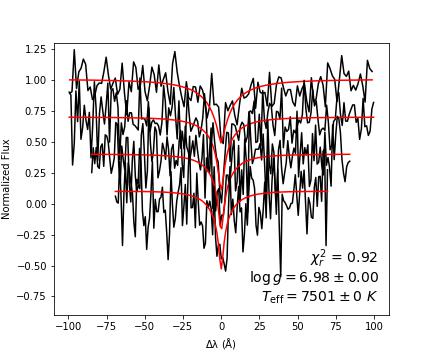 1.25
1.00
0.75
0.50
0.25
0.00
−0.25
−0.50
−0.75
Normalized Flux
χ²ᵣ = 0.92
log g = 6.98 ± 0.00
T_eff = 7501 ± 0 K
−100 −75 −50 −25 0 25 50 75 100
Δλ (Å)